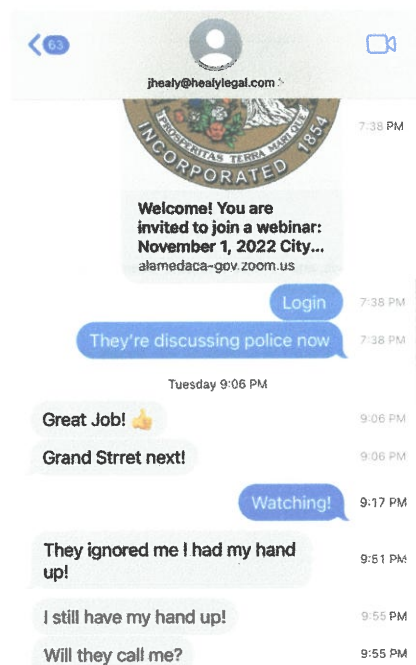 63
jhealy@healylegal.com >
PROSPERITAS TERRA MARI QUE
INCORPORATED 1854
7:38 PM
Welcome! You are
invited to join a webinar:
November 1, 2022 City...
alamedaca-gov.zoom.us
Login 7:38 PM
They're discussing police now 7:38 PM
Tuesday 9:06 PM
Great Job! 👍 9:06 PM
Grand Strret next! 9:06 PM
Watching! 9:17 PM
They ignored me I had my hand
up!
9:51 PM
I still have my hand up! 9:55 PM
Will they call me? 9:55 PM